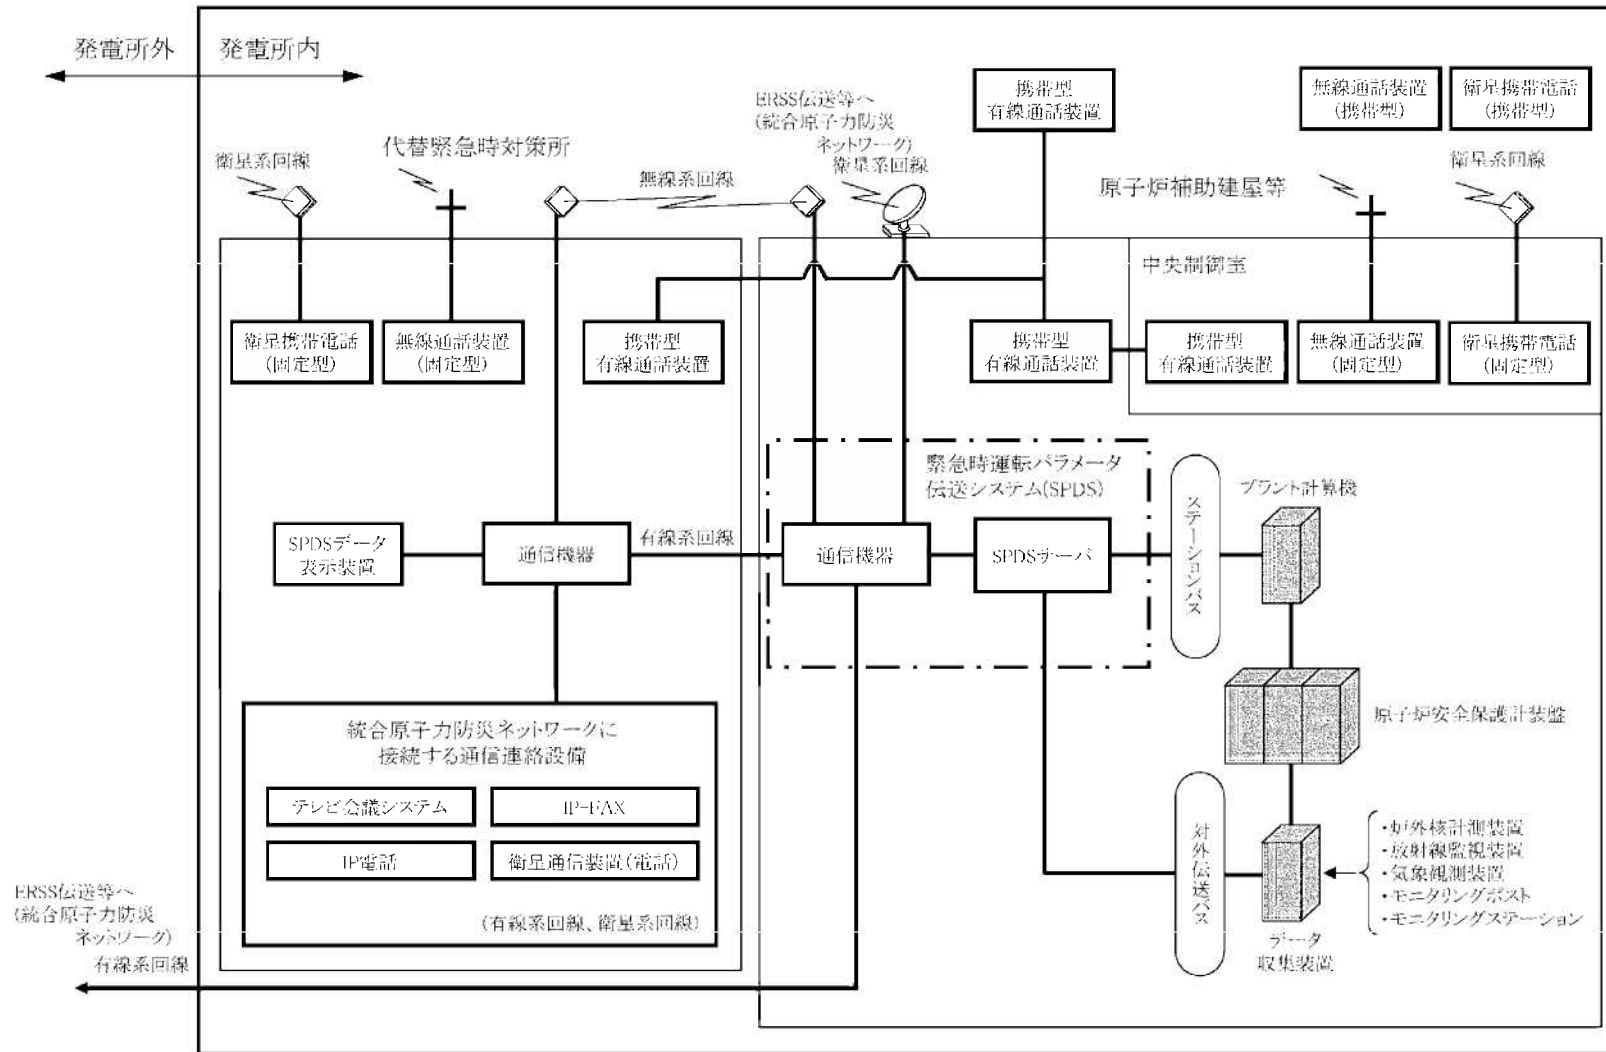 発電所外
発電所内
ERSS伝送等へ
(統合原子力防災
ネットワーク)
衛星系回線
携帯型
有線通話装置
無線通話装置
(携帯型)
衛星携帯電話
(携帯型)
衛星系回線
代替緊急時対策所
無線系回線
原子炉補助建屋等
衛星系回線
中央制御室
衛星携帯電話
(固定型)
無線通話装置
(固定型)
携帯型
有線通話装置
携帯型
有線通話装置
携帯型
有線通話装置
無線通話装置
(固定型)
衛星携帯電話
(固定型)
緊急時運転パラメータ
伝送システム(SPDS)
ステーションバス
プラント計算機
SPDSデータ
表示装置
通信機器
有線系回線
通信機器
SPDSサーバ
原子炉安全保護計装盤
統合原子力防災ネットワークに
接続する通信連絡設備
テレビ会議システム
IP-FAX
IP電話
衛星通信装置(電話)
(有線系回線、衛星系回線)
対外伝送バス
データ
収集装置
・炉外核計測装置
・放射線監視装置
・気象観測装置
・モニタリングポスト
・モニタリングステーション
ERSS伝送等へ
(統合原子力防災
ネットワーク)
有線系回線